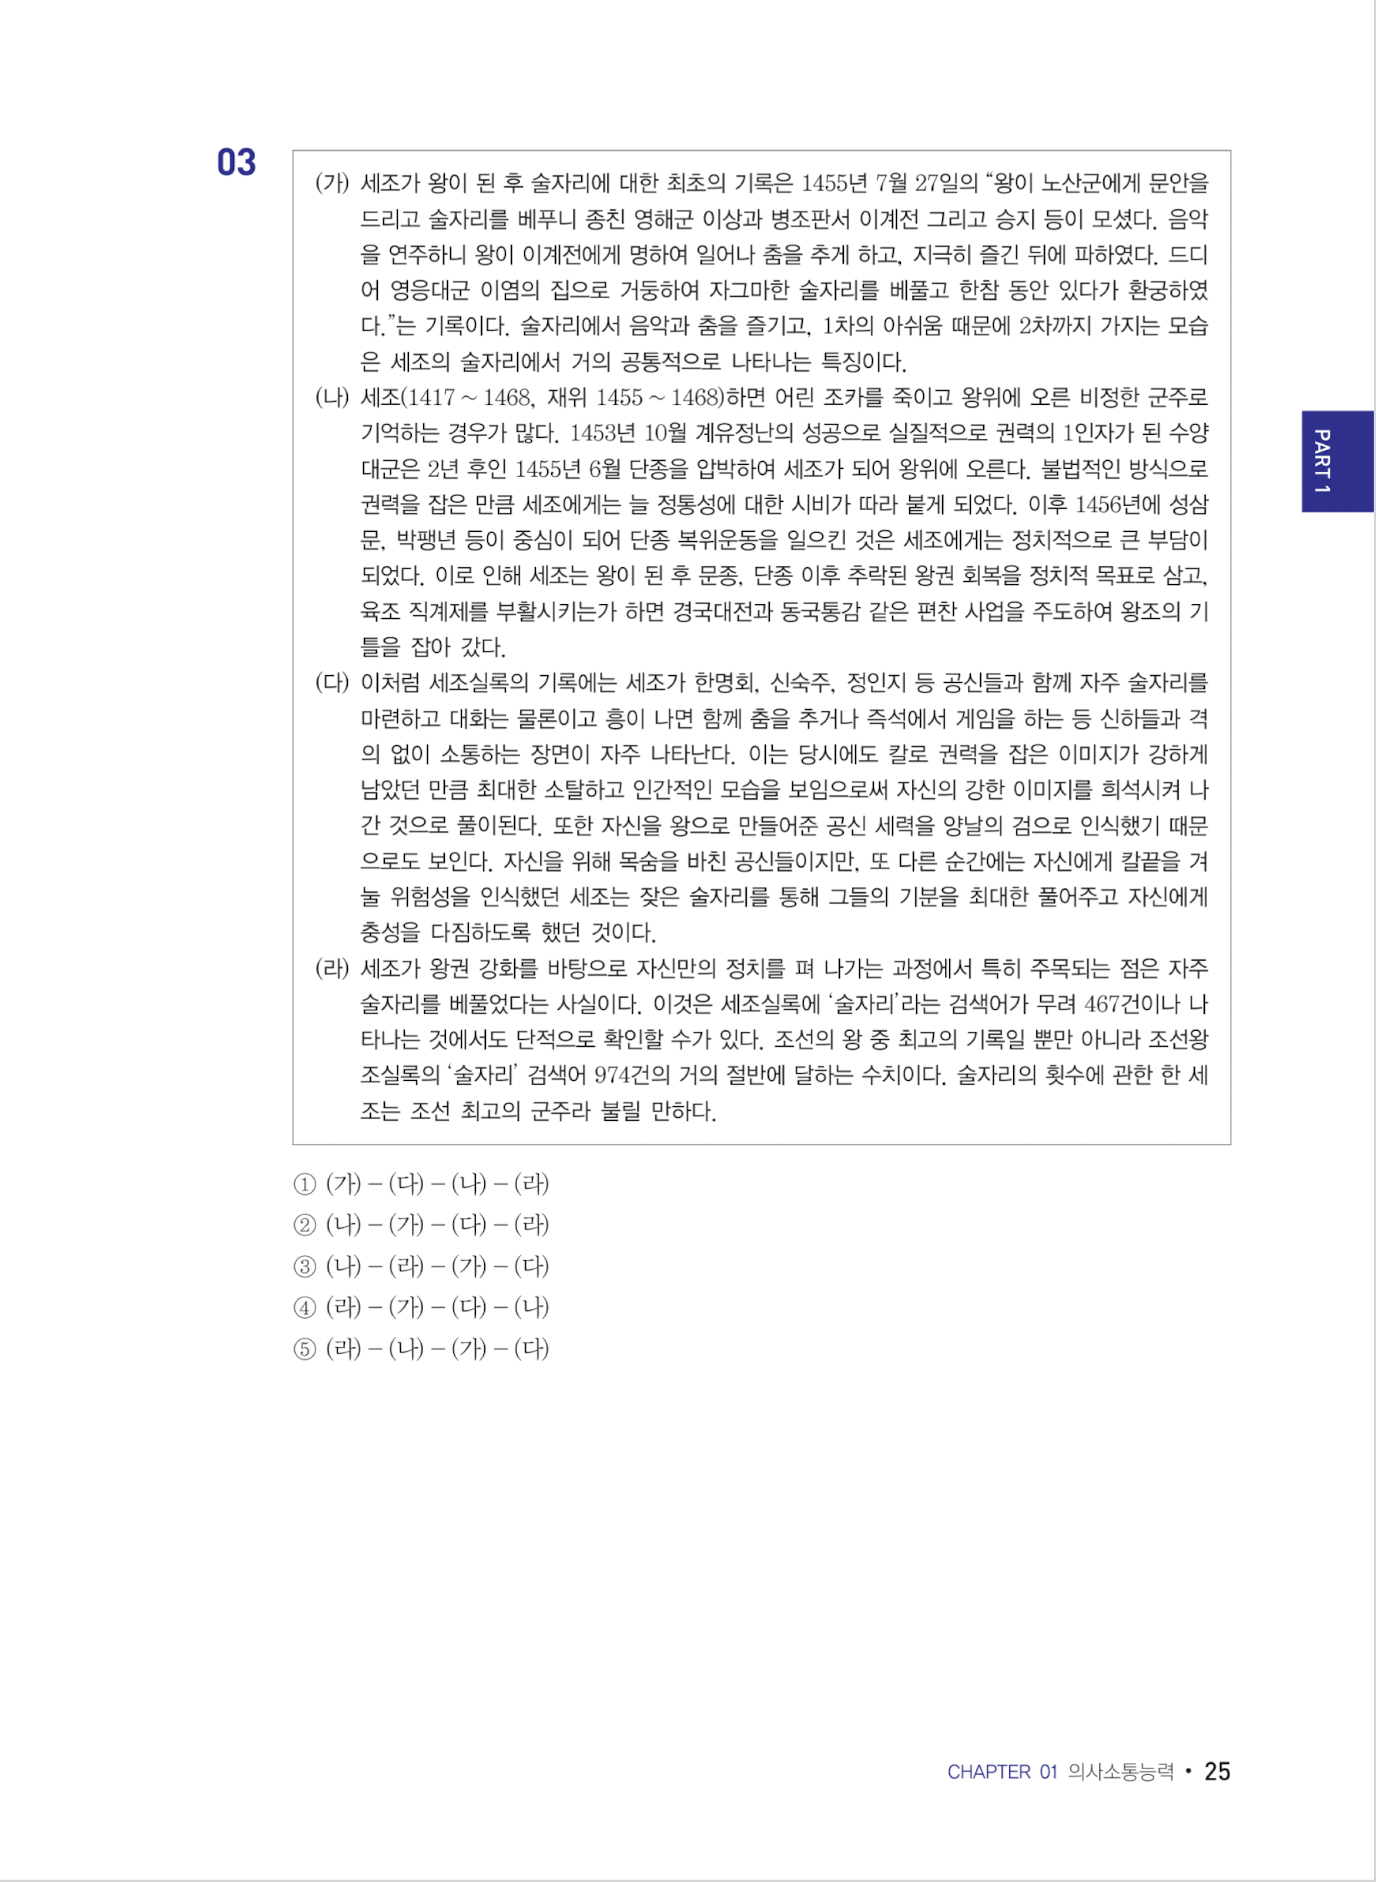 03
(가) 세조가 왕이 된 후 술자리에 대한 최초의 기록은 1455년 7월 27일의 “왕이 노산군에게 문안을
드리고 술자리를 베푸니 종친 영해군 이상과 병조판서 이계전 그리고 승지 등이 모셨다. 음악
을 연주하니 왕이 이계전에게 명하여 일어나 춤을 추게 하고, 지극히 즐긴 뒤에 파하였다. 드디
어 영응대군 이염의 집으로 거둥하여 자그마한 술자리를 베풀고 한참 동안 있다가 환궁하였
다.”는 기록이다. 술자리에서 음악과 춤을 즐기고, 1차의 아쉬움 때문에 2차까지 가지는 모습
은 세조의 술자리에서 거의 공통적으로 나타나는 특징이다.
(나) 세조(1417 ~ 1468, 재위 1455 ~ 1468)하면 어린 조카를 죽이고 왕위에 오른 비정한 군주로
기억하는 경우가 많다. 1453년 10월 계유정난의 성공으로 실질적으로 권력의 1인자가 된 수양
대군은 2년 후인 1455년 6월 단종을 압박하여 세조가 되어 왕위에 오른다. 불법적인 방식으로
권력을 잡은 만큼 세조에게는 늘 정통성에 대한 시비가 따라 붙게 되었다. 이후 1456년에 성삼
문, 박팽년 등이 중심이 되어 단종 복위운동을 일으킨 것은 세조에게는 정치적으로 큰 부담이
되었다. 이로 인해 세조는 왕이 된 후 문종, 단종 이후 추락된 왕권 회복을 정치적 목표로 삼고,
육조 직계제를 부활시키는가 하면 경국대전과 동국통감 같은 편찬 사업을 주도하여 왕조의 기
틀을 잡아 갔다.
(다) 이처럼 세조실록의 기록에는 세조가 한명회, 신숙주, 정인지 등 공신들과 함께 자주 술자리를
마련하고 대화는 물론이고 흥이 나면 함께 춤을 추거나 즉석에서 게임을 하는 등 신하들과 격
의 없이 소통하는 장면이 자주 나타난다. 이는 당시에도 칼로 권력을 잡은 이미지가 강하게
남았던 만큼 최대한 소탈하고 인간적인 모습을 보임으로써 자신의 강한 이미지를 희석시켜 나
간 것으로 풀이된다. 또한 자신을 왕으로 만들어준 공신 세력을 양날의 검으로 인식했기 때문
으로도 보인다. 자신을 위해 목숨을 바친 공신들이지만, 또 다른 순간에는 자신에게 칼끝을 겨
눌 위험성을 인식했던 세조는 잦은 술자리를 통해 그들의 기분을 최대한 풀어주고 자신에게
충성을 다짐하도록 했던 것이다.
(라) 세조가 왕권 강화를 바탕으로 자신만의 정치를 펴 나가는 과정에서 특히 주목되는 점은 자주
술자리를 베풀었다는 사실이다. 이것은 세조실록에 ‘술자리’라는 검색어가 무려 467건이나 나
타나는 것에서도 단적으로 확인할 수가 있다. 조선의 왕 중 최고의 기록일 뿐만 아니라 조선왕
조실록의 ‘술자리’ 검색어 974건의 거의 절반에 달하는 수치이다. 술자리의 횟수에 관한 한 세
조는 조선 최고의 군주라 불릴 만하다.
① (가) – (다) – (나) – (라)
② (나) – (가) – (다) – (라)
③ (나) – (라) – (가) – (다)
④ (라) – (가) – (다) – (나)
⑤ (라) – (나) – (가) – (다)
PART 1
CHAPTER 01 의사소통능력 • 25